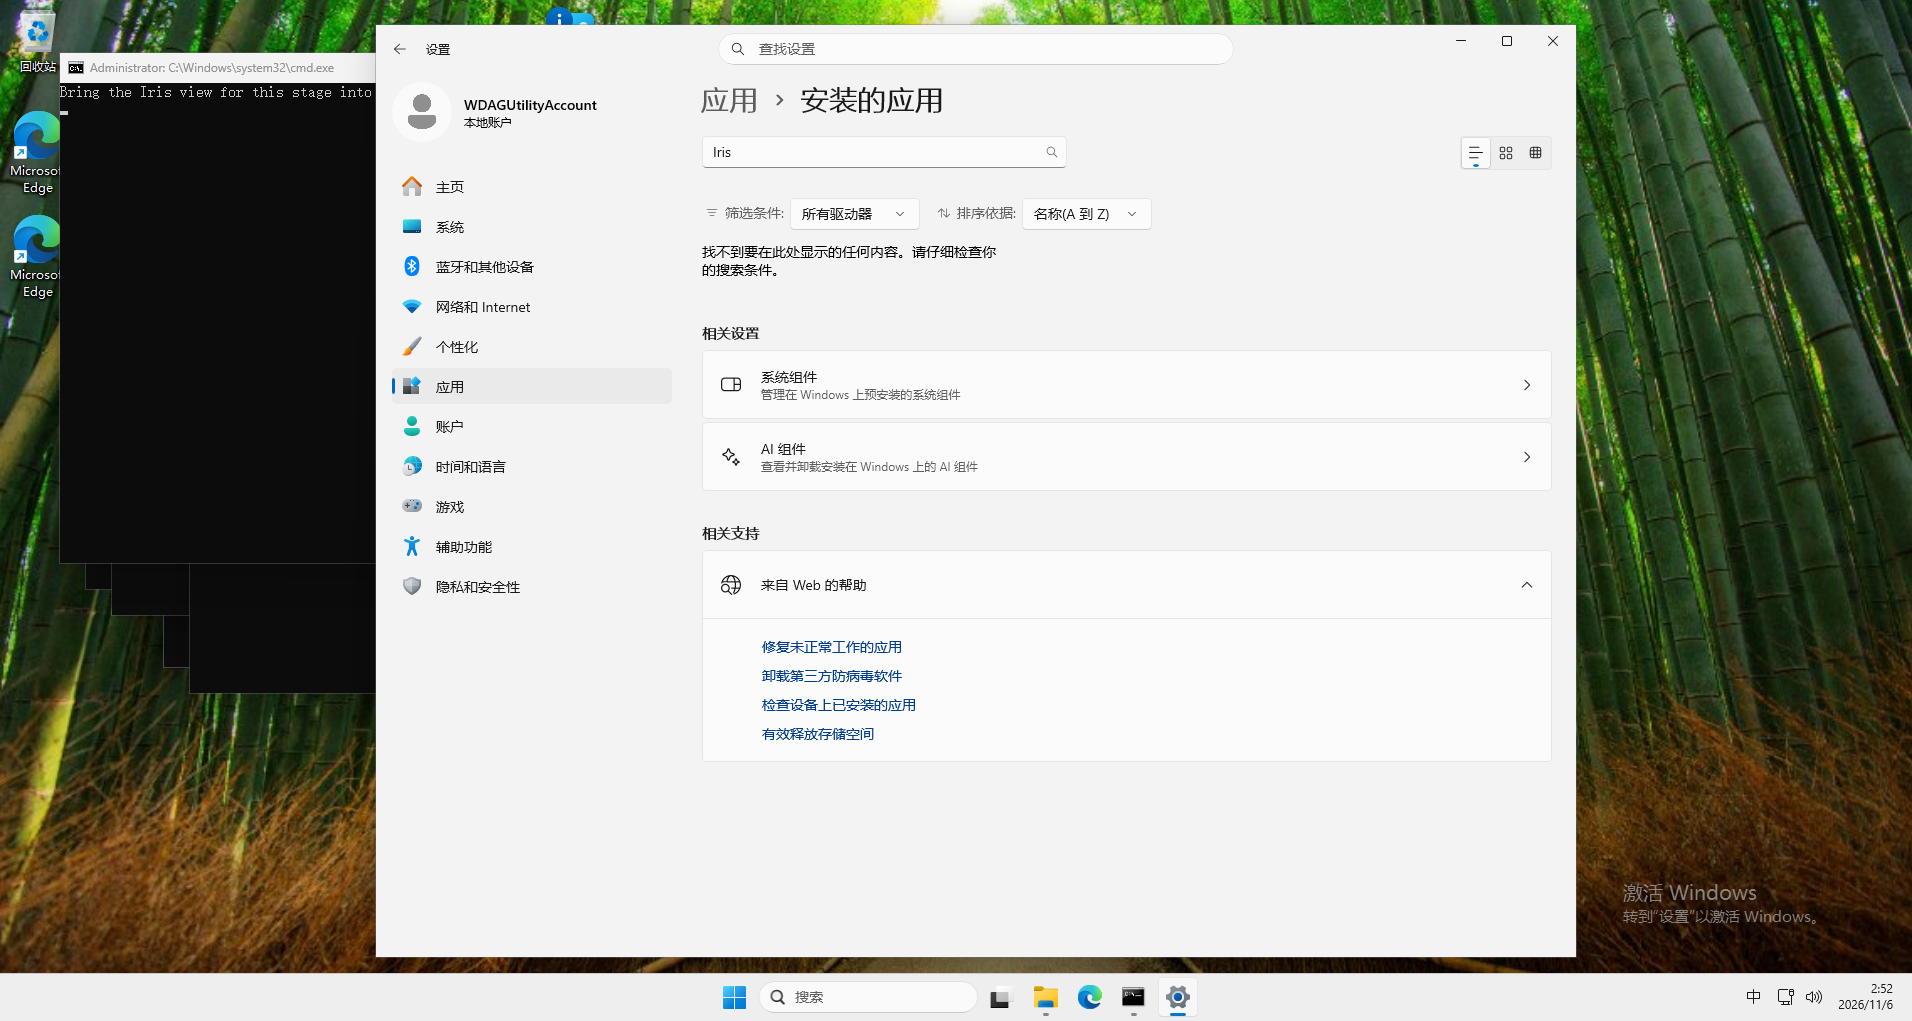 回收站
Microsof
Edge
Microsof
Edge
Administrator: C:\Windows\system32\cmd.exe
Bring the Iris view for this stage into
设置
查找设置
WDAGUtilityAccount
本地账户
主页
系统
蓝牙和其他设备
网络和 Internet
个性化
应用
账户
时间和语言
游戏
辅助功能
隐私和安全性
应用 › 安装的应用
Iris
筛选条件: 所有驱动器 排序依据: 名称(A 到 Z)
找不到要在此处显示的任何内容。请仔细检查你
的搜索条件。
相关设置
系统组件
管理在 Windows 上预安装的系统组件
AI 组件
查看并卸载安装在 Windows 上的 AI 组件
相关支持
来自 Web 的帮助
修复未正常工作的应用
卸载第三方防病毒软件
检查设备上已安装的应用
有效释放存储空间
激活 Windows
转到“设置”以激活 Windows。
搜索
中
2:52
2026/11/6